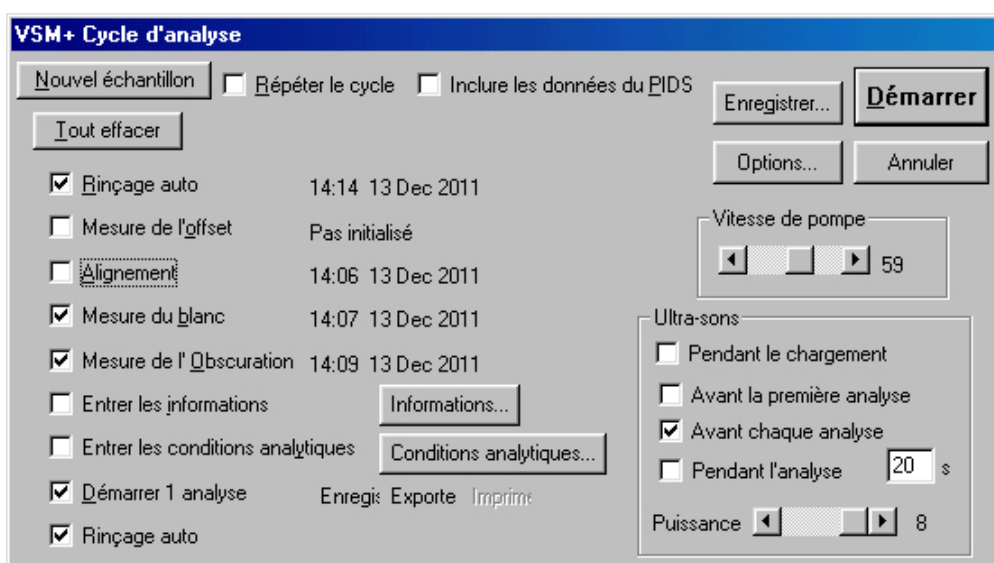 VSM+ Cycle d'analyse
Nouvel échantillon Répéter le cycle Inclure les données du PIDS
Enregistrer... Démarrer
Tout effacer
Options... Annuler
Rinçage auto 14:14 13 Dec 2011
Mesure de l'offset Pas initialisé
Vitesse de pompe
59
Alignement 14:06 13 Dec 2011
Mesure du blanc 14:07 13 Dec 2011
Mesure de l' Obscuration 14:09 13 Dec 2011
Entrer les informations Informations...
Entrer les conditions analytiques Conditions analytiques...
Démarrer 1 analyse Enregis Exporte Imprime
Rinçage auto
Ultra-sons
Pendant le chargement
Avant la première analyse
Avant chaque analyse
Pendant l'analyse 20 s
Puissance 8